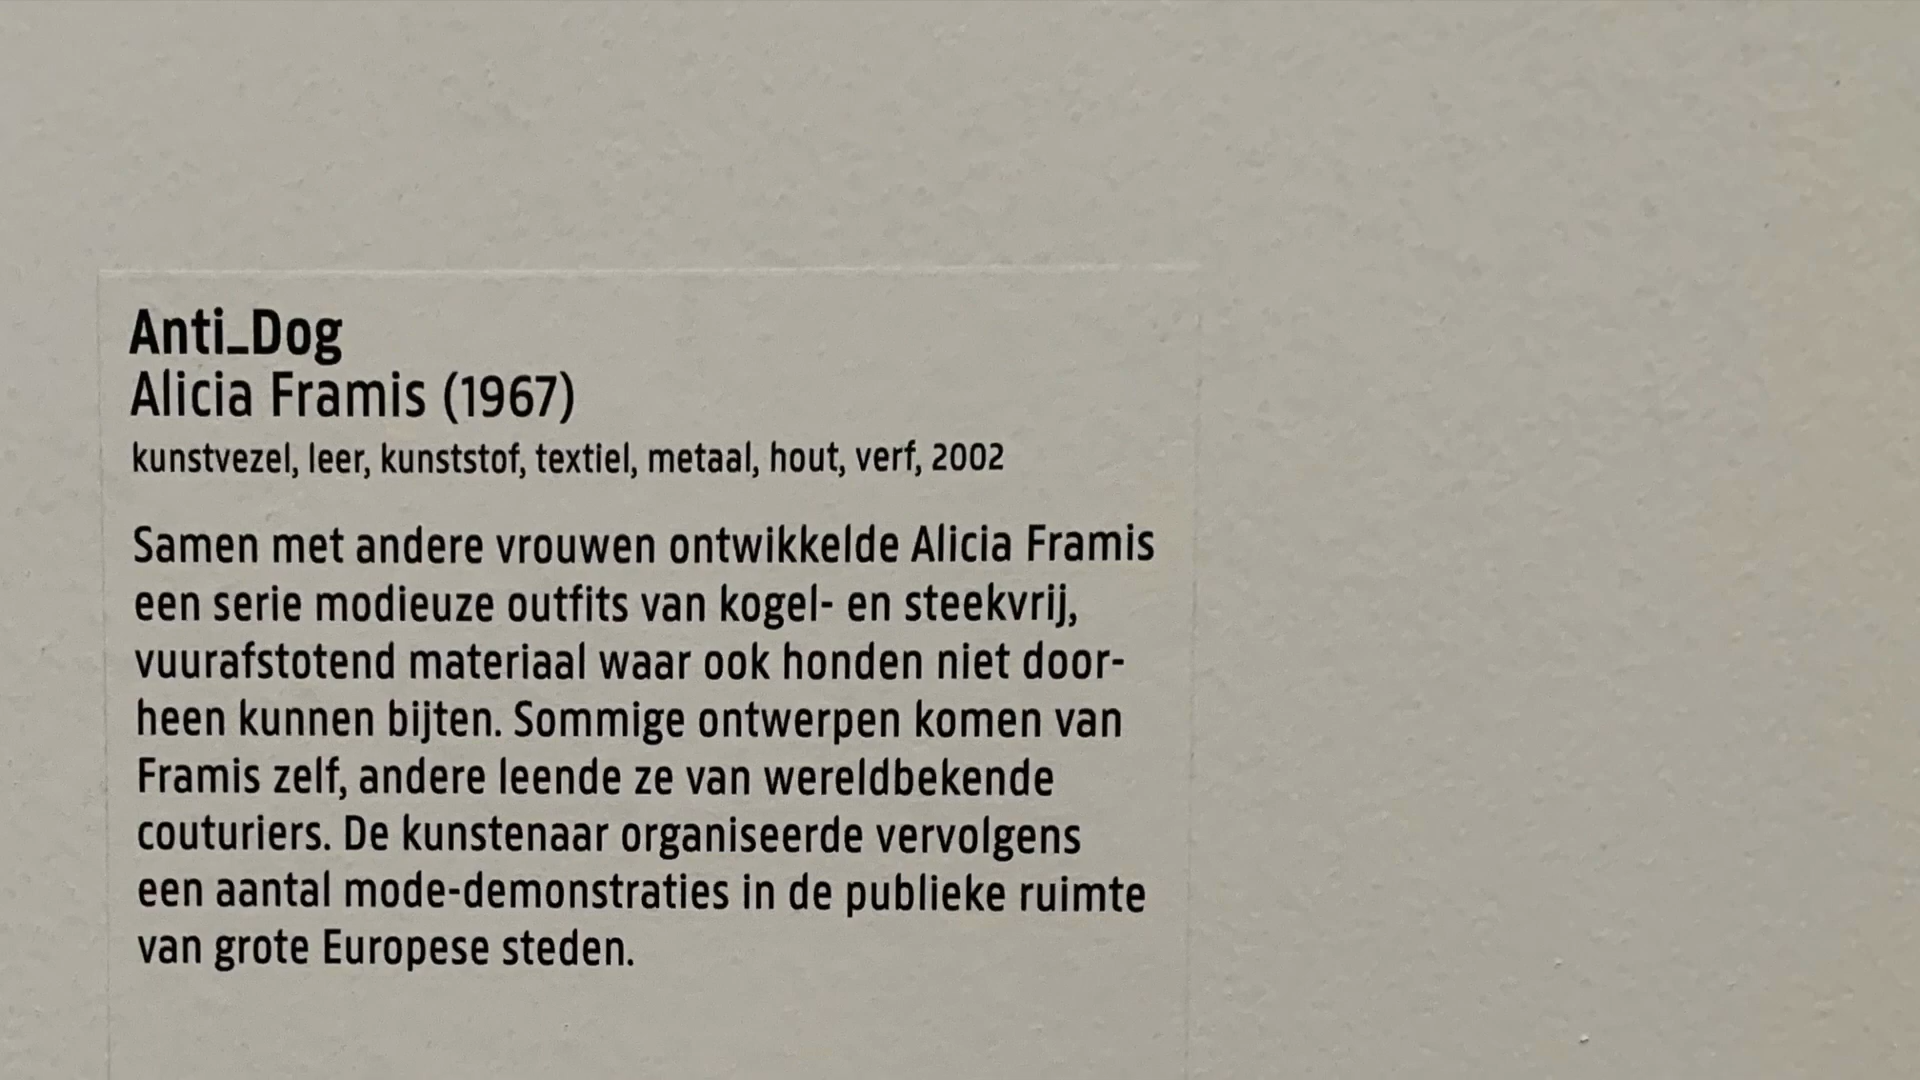 Anti_Dog
Alicia Framis (1967)
kunstvezel, leer, kunststof, textiel, metaal, hout, verf, 2002
Samen met andere vrouwen ontwikkelde Alicia Framis
een serie modieuze outfits van kogel- en steekvrij,
vuurafstotend materiaal waar ook honden niet door-
heen kunnen bijten. Sommige ontwerpen komen van
Framis zelf, andere leende ze van wereldbekende
couturiers. De kunstenaar organiseerde vervolgens
een aantal mode-demonstraties in de publieke ruimte
van grote Europese steden.